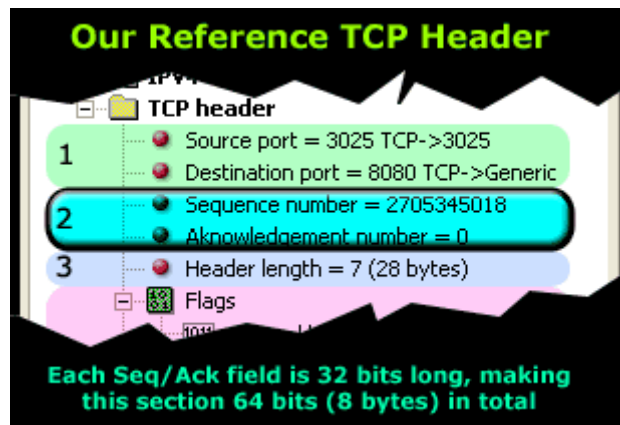 Our Reference TCP Header
TCP header
1
Source port = 3025 TCP->3025
Destination port = 8080 TCP->Generic
2
Sequence number = 2705345018
Aknowledgement number = 0
3
Header length = 7 (28 bytes)
Flags
Each Seq/Ack field is 32 bits long, making
this section 64 bits (8 bytes) in total